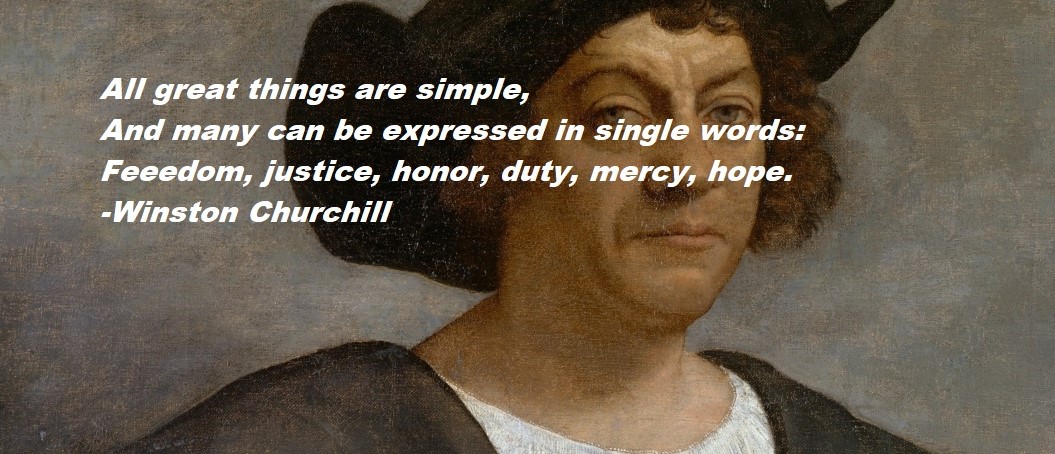 All great things are simple,
And many can be expressed in single words:
Feeedom, justice, honor, duty, mercy, hope.
-Winston Churchill